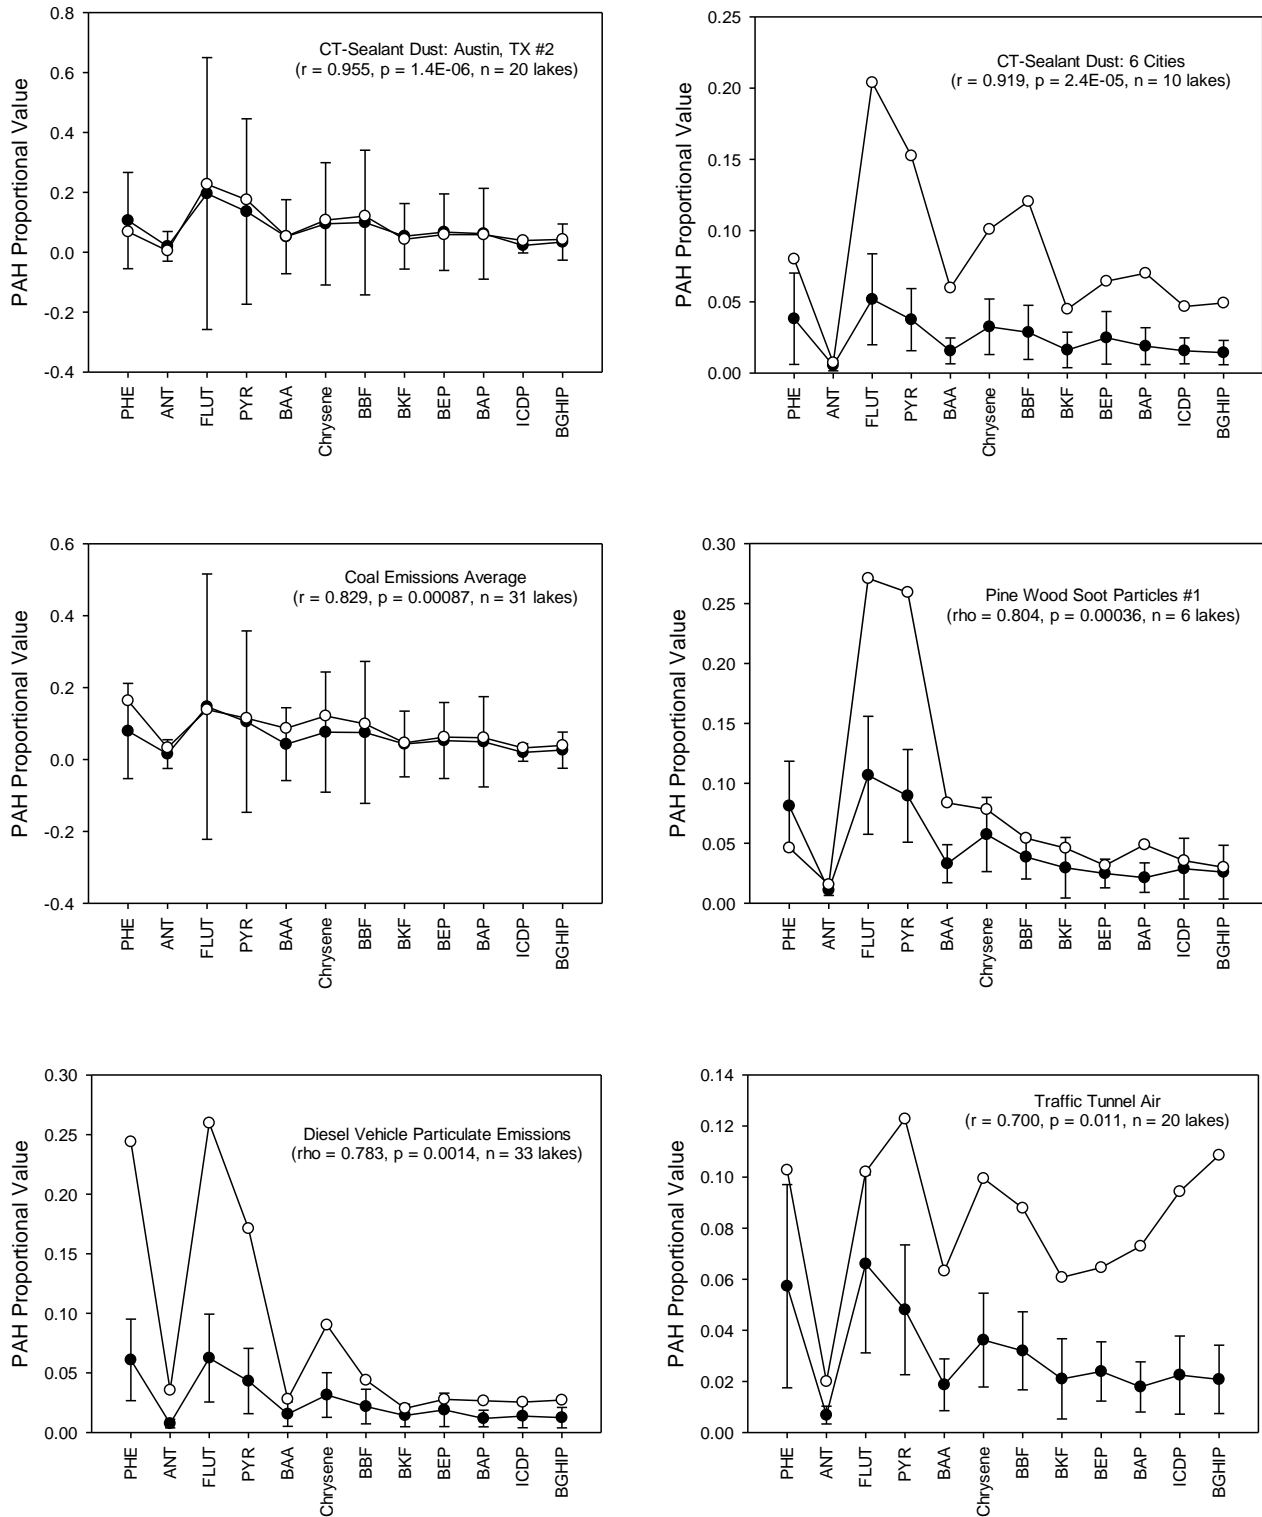 CT-Sealant Dust: Austin, TX #2
(r = 0.955, p = 1.4E-06, n = 20 lakes)
PAH Proportional Value
0.8
0.6
0.4
0.2
0.0
-0.2
-0.4
PHE
ANT
FLUT
PYR
BAA
Chrysene
BBF
BKF
BEP
BAP
ICDP
BGHIP
CT-Sealant Dust: 6 Cities
(r = 0.919, p = 2.4E-05, n = 10 lakes)
PAH Proportional Value
0.25
0.20
0.15
0.10
0.05
0.00
PHE
ANT
FLUT
PYR
BAA
Chrysene
BBF
BKF
BEP
BAP
ICDP
BGHIP
Coal Emissions Average
(r = 0.829, p = 0.00087, n = 31 lakes)
PAH Proportional Value
0.6
0.4
0.2
0.0
-0.2
-0.4
PHE
ANT
FLUT
PYR
BAA
Chrysene
BBF
BKF
BEP
BAP
ICDP
BGHIP
Pine Wood Soot Particles #1
(rho = 0.804, p = 0.00036, n = 6 lakes)
PAH Proportional Value
0.30
0.25
0.20
0.15
0.10
0.05
0.00
PHE
ANT
FLUT
PYR
BAA
Chrysene
BBF
BKF
BEP
BAP
ICDP
BGHIP
Diesel Vehicle Particulate Emissions
(rho = 0.783, p = 0.0014, n = 33 lakes)
PAH Proportional Value
0.30
0.25
0.20
0.15
0.10
0.05
0.00
PHE
ANT
FLUT
PYR
BAA
Chrysene
BBF
BKF
BEP
BAP
ICDP
BGHIP
Traffic Tunnel Air
(r = 0.700, p = 0.011, n = 20 lakes)
PAH Proportional Value
0.14
0.12
0.10
0.08
0.06
0.04
0.02
0.00
PHE
ANT
FLUT
PYR
BAA
Chrysene
BBF
BKF
BEP
BAP
ICDP
BGHIP